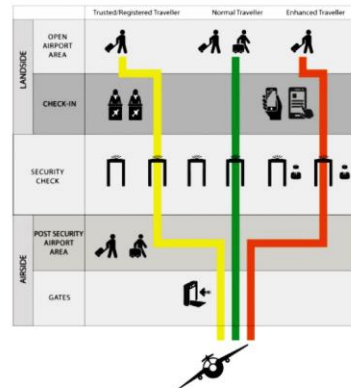 Trusted/Registered Traveller Normal Traveller Enhanced Traveller
LANDSIDE
OPEN
AIRPORT
AREA
CHECK-IN
SECURITY
CHECK
AIRSIDE
POST SECURITY
AIRPORT
AREA
GATES